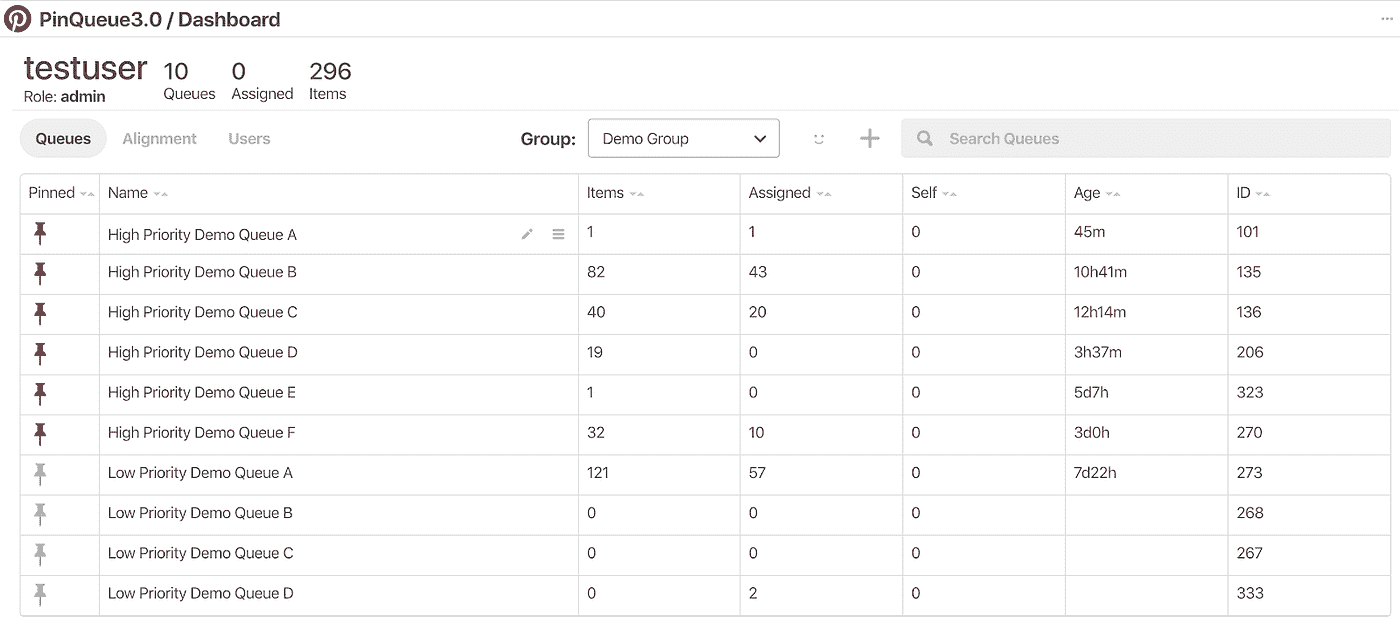 PinQueue3.0 / Dashboard
testuser 10 0 296
Role: admin Queues Assigned Items
Queues Alignment Users Group: Demo Group Search Queues
Pinned Name Items Assigned Self Age ID
High Priority Demo Queue A 1 1 0 45m 101
High Priority Demo Queue B 82 43 0 10h41m 135
High Priority Demo Queue C 40 20 0 12h14m 136
High Priority Demo Queue D 19 0 0 3h37m 206
High Priority Demo Queue E 1 0 0 5d7h 323
High Priority Demo Queue F 32 10 0 3d0h 270
Low Priority Demo Queue A 121 57 0 7d22h 273
Low Priority Demo Queue B 0 0 0 268
Low Priority Demo Queue C 0 0 0 267
Low Priority Demo Queue D 0 2 0 333